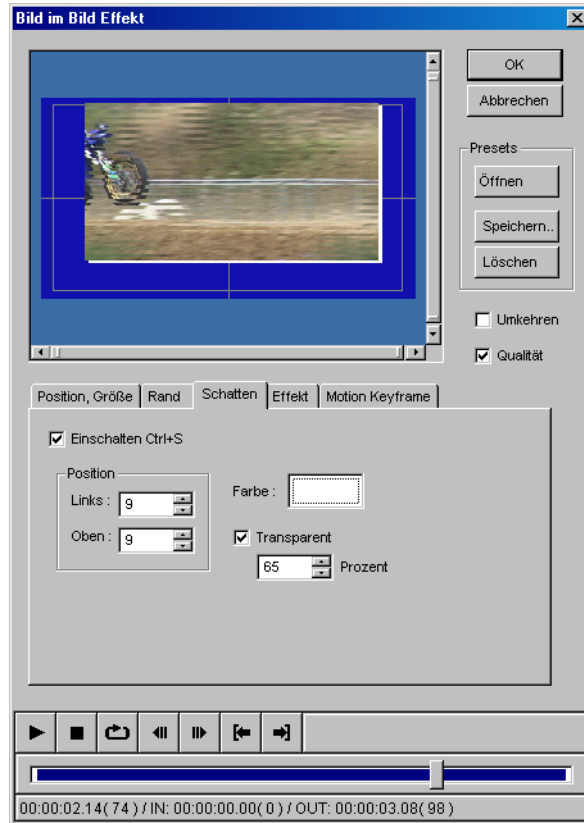 Bild im Bild Effekt
OK
Abbrechen
Presets
Öffnen
Speichern..
Löschen
Umkehren
Qualität
Position, Größe Rand Schatten Effekt Motion Keyframe
Einschalten Ctrl+S
Position
Links : 9
Oben : 9
Farbe :
Transparent
65 Prozent
00:00:02.14( 74 ) / IN: 00:00:00.00( 0 ) / OUT: 00:00:03.08( 98 )